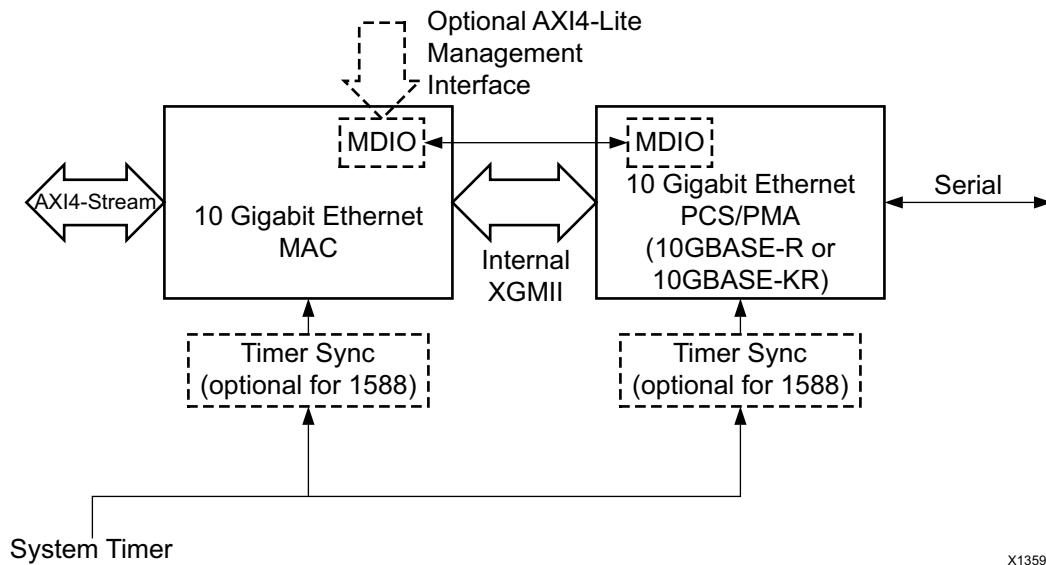 Optional AXI4-Lite
Management
Interface
MDIO
MDIO
AXI4-Stream
10 Gigabit Ethernet
MAC
Internal
XGMII
10 Gigabit Ethernet
PCS/PMA
(10GBASE-R or
10GBASE-KR)
Serial
Timer Sync
(optional for 1588)
Timer Sync
(optional for 1588)
System Timer
X1359